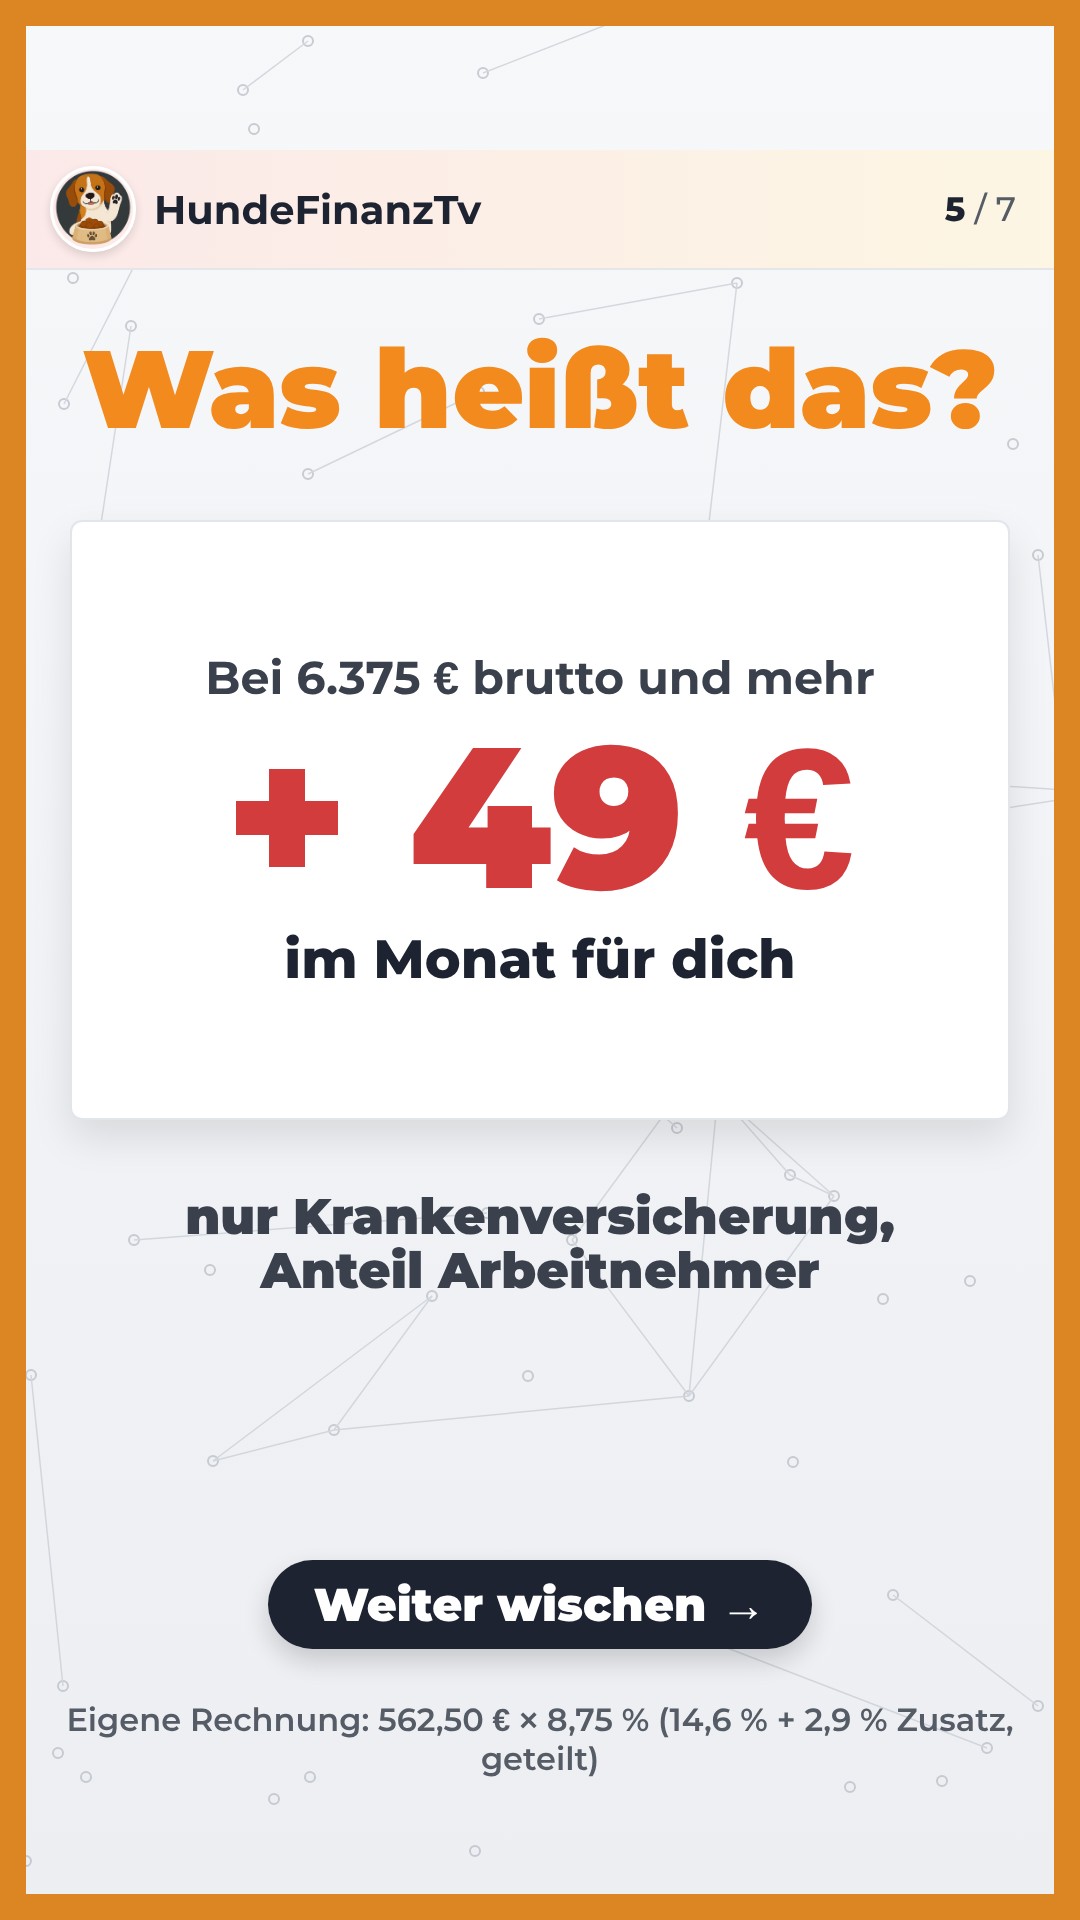 HundeFinanzTv
5 / 7
Was heißt das?
Bei 6.375 € brutto und mehr
+ 49 €
im Monat für dich
nur Krankenversicherung,
Anteil Arbeitnehmer
Weiter wischen →
Eigene Rechnung: 562,50 € × 8,75 % (14,6 % + 2,9 % Zusatz,
geteilt)